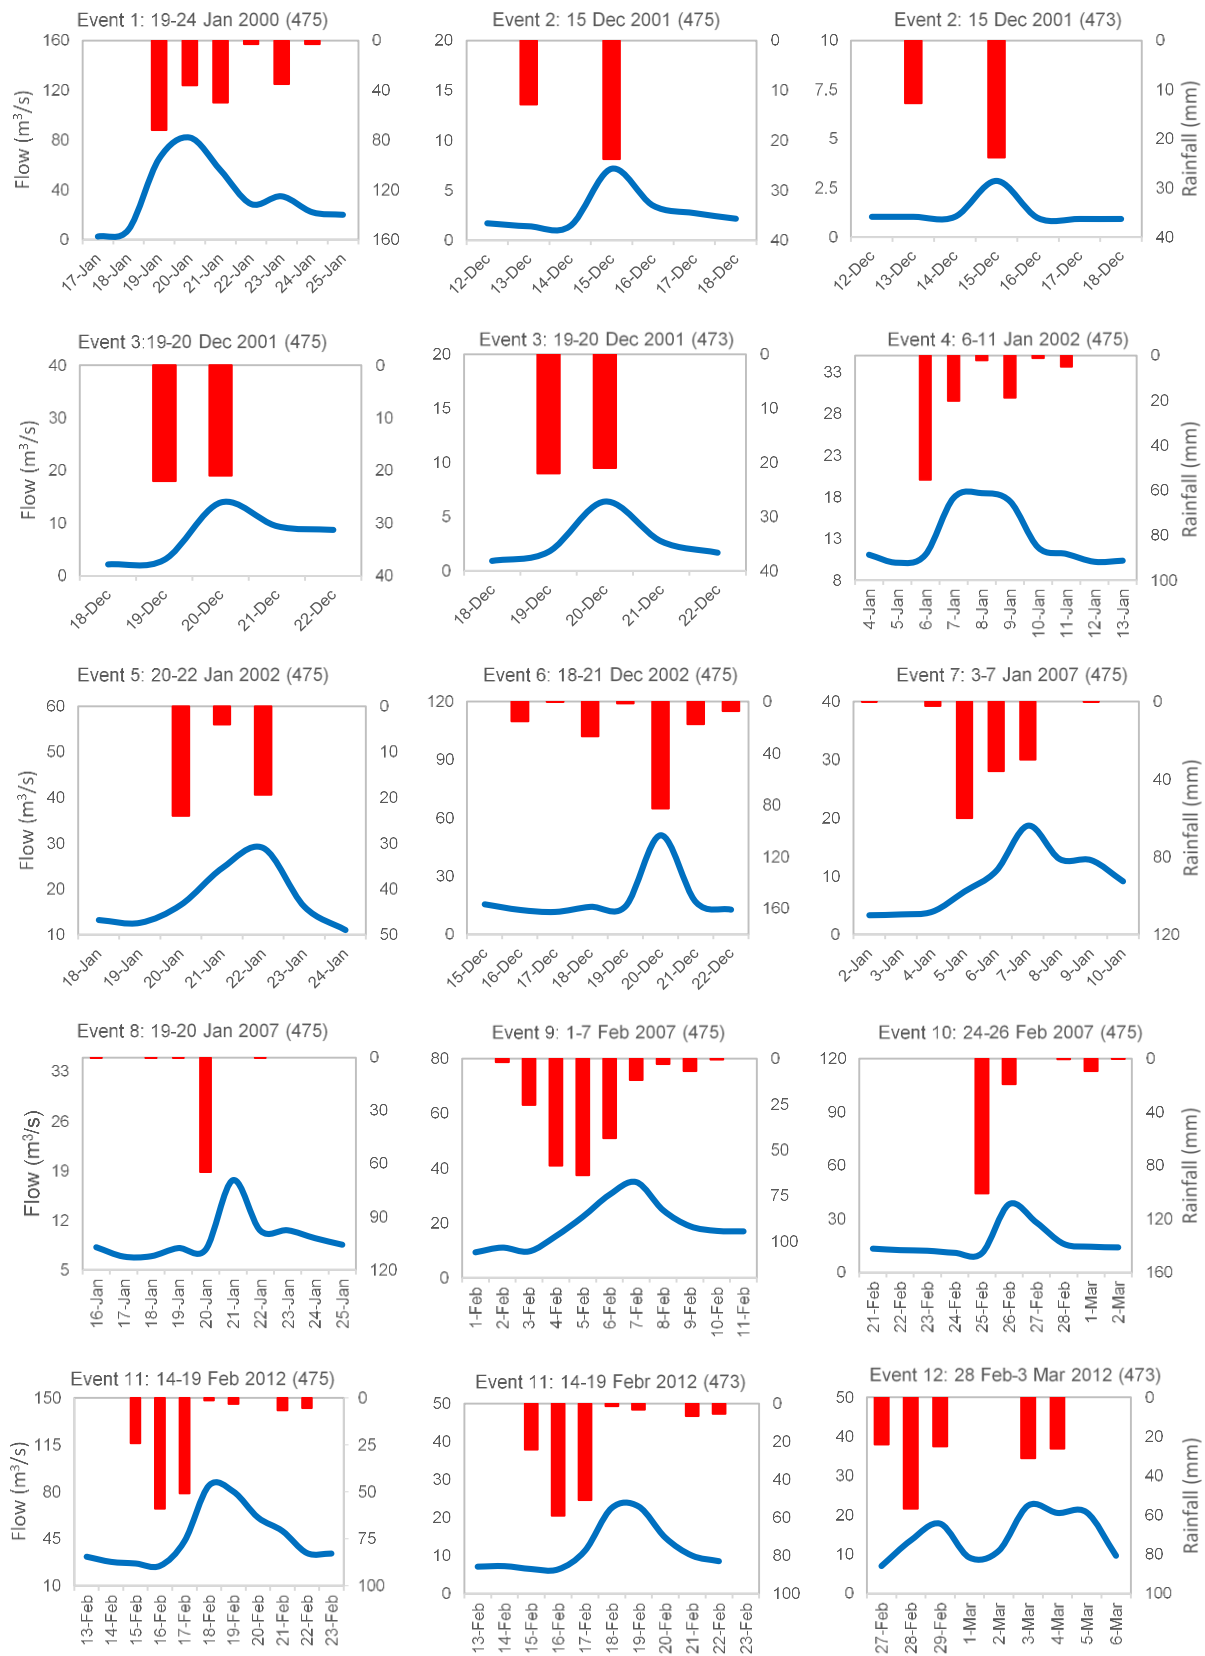 Event 1: 19-24 Jan 2000 (475)
Event 2: 15 Dec 2001 (475)
Event 2: 15 Dec 2001 (473)
Flow (m³/s)
160
120
80
40
0
0
40
80
120
160
17-Jan
18-Jan
19-Jan
20-Jan
21-Jan
22-Jan
23-Jan
24-Jan
25-Jan
20
15
10
5
0
0
10
20
30
40
12-Dec
13-Dec
14-Dec
15-Dec
16-Dec
17-Dec
18-Dec
10
7.5
5
2.5
0
0
10
20
30
40
Rainfall (mm)
12-Dec
13-Dec
14-Dec
15-Dec
16-Dec
17-Dec
18-Dec
Event 3:19-20 Dec 2001 (475)
Event 3: 19-20 Dec 2001 (473)
Event 4: 6-11 Jan 2002 (475)
Flow (m³/s)
40
30
20
10
0
0
10
20
30
40
18-Dec
19-Dec
20-Dec
21-Dec
22-Dec
20
15
10
5
0
0
10
20
30
40
18-Dec
19-Dec
20-Dec
21-Dec
22-Dec
33
28
23
18
13
8
0
20
40
60
80
100
Rainfall (mm)
4-Jan
5-Jan
6-Jan
7-Jan
8-Jan
9-Jan
10-Jan
11-Jan
12-Jan
13-Jan
Event 5: 20-22 Jan 2002 (475)
Event 6: 18-21 Dec 2002 (475)
Event 7: 3-7 Jan 2007 (475)
Flow (m³/s)
60
50
40
30
20
10
0
10
20
30
40
50
18-Jan
19-Jan
20-Jan
21-Jan
22-Jan
23-Jan
24-Jan
120
90
60
30
0
0
40
80
120
160
15-Dec
16-Dec
17-Dec
18-Dec
19-Dec
20-Dec
21-Dec
22-Dec
40
30
20
10
0
0
40
80
120
Rainfall (mm)
2-Jan
3-Jan
4-Jan
5-Jan
6-Jan
7-Jan
8-Jan
9-Jan
10-Jan
Event 8: 19-20 Jan 2007 (475)
Event 9: 1-7 Feb 2007 (475)
Event 10: 24-26 Feb 2007 (475)
Flow (m³/s)
33
26
19
12
5
0
30
60
90
120
16-Jan
17-Jan
18-Jan
19-Jan
20-Jan
21-Jan
22-Jan
23-Jan
24-Jan
25-Jan
80
60
40
20
0
0
25
50
75
100
1-Feb
2-Feb
3-Feb
4-Feb
5-Feb
6-Feb
7-Feb
8-Feb
9-Feb
10-Feb
11-Feb
120
90
60
30
0
0
40
80
120
160
Rainfall (mm)
21-Feb
22-Feb
23-Feb
24-Feb
25-Feb
26-Feb
27-Feb
28-Feb
1-Mar
2-Mar
Event 11: 14-19 Feb 2012 (475)
Event 11: 14-19 Febr 2012 (473)
Event 12: 28 Feb-3 Mar 2012 (473)
Flow (m³/s)
150
115
80
45
10
0
25
50
75
100
13-Feb
14-Feb
15-Feb
16-Feb
17-Feb
18-Feb
19-Feb
20-Feb
21-Feb
22-Feb
23-Feb
50
40
30
20
10
0
0
20
40
60
80
100
13-Feb
14-Feb
15-Feb
16-Feb
17-Feb
18-Feb
19-Feb
20-Feb
21-Feb
22-Feb
23-Feb
50
40
30
20
10
0
0
20
40
60
80
100
Rainfall (mm)
27-Feb
28-Feb
29-Feb
1-Mar
2-Mar
3-Mar
4-Mar
5-Mar
6-Mar